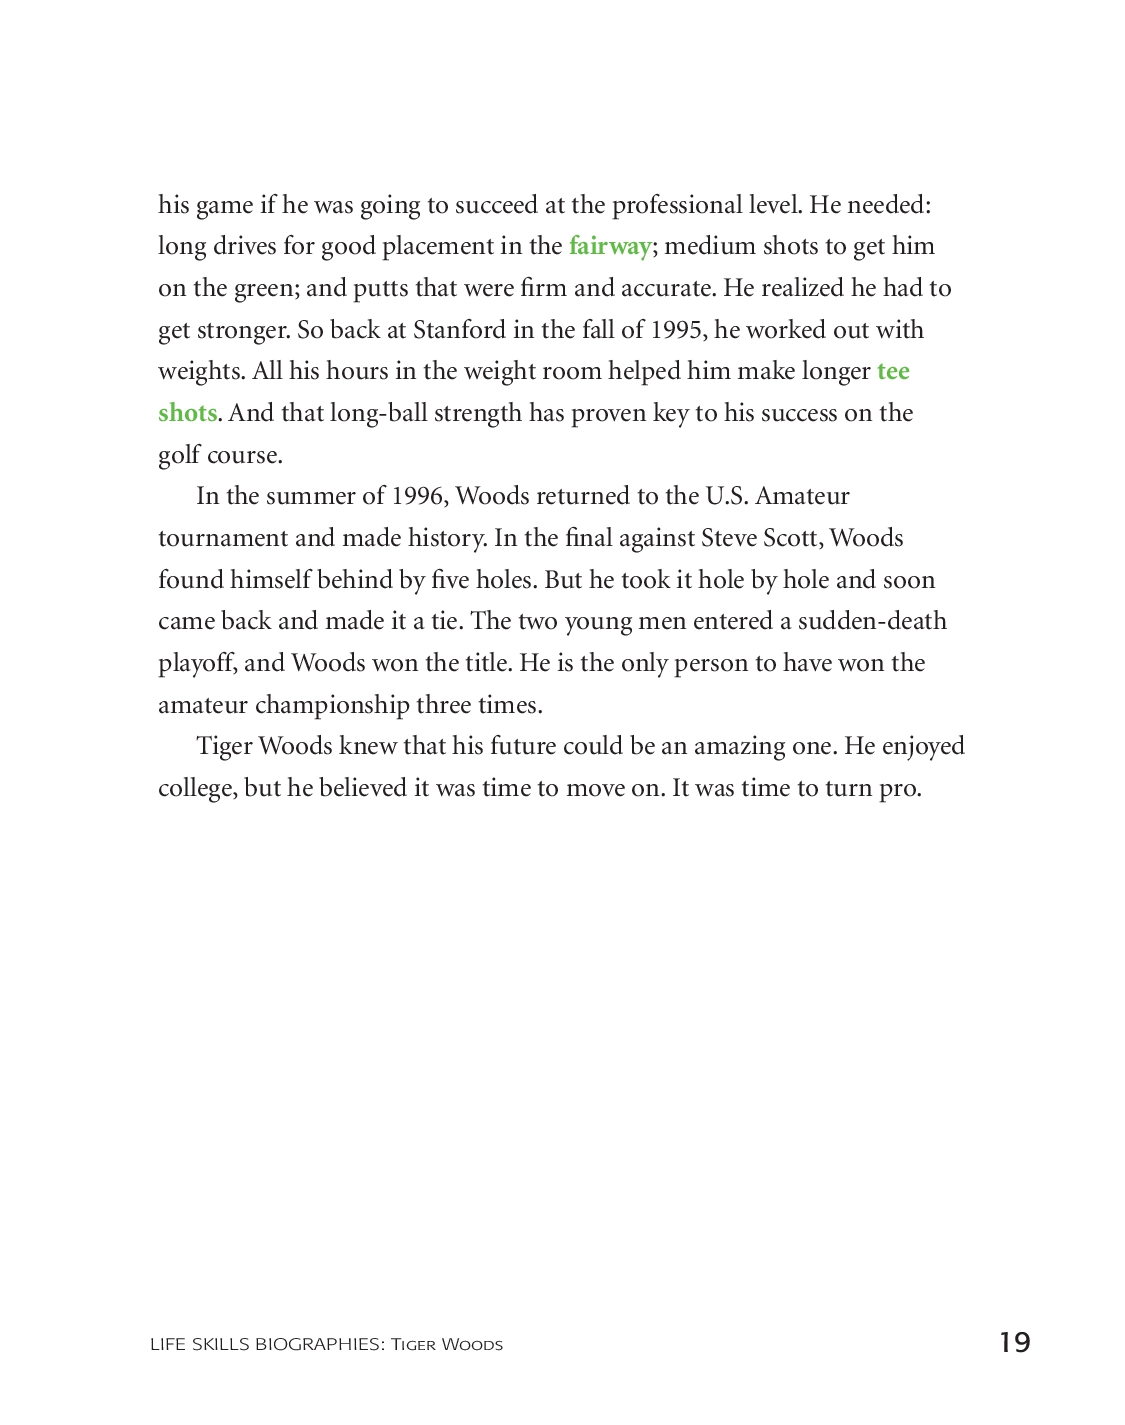 his game if he was going to succeed at the professional level. He needed:
long drives for good placement in the fairway; medium shots to get him
on the green; and putts that were firm and accurate. He realized he had to
get stronger. So back at Stanford in the fall of 1995, he worked out with
weights. All his hours in the weight room helped him make longer tee
shots. And that long-ball strength has proven key to his success on the
golf course.
In the summer of 1996, Woods returned to the U.S. Amateur
tournament and made history. In the final against Steve Scott, Woods
found himself behind by five holes. But he took it hole by hole and soon
came back and made it a tie. The two young men entered a sudden-death
playoff, and Woods won the title. He is the only person to have won the
amateur championship three times.
Tiger Woods knew that his future could be an amazing one. He enjoyed
college, but he believed it was time to move on. It was time to turn pro.
LIFE SKILLS BIOGRAPHIES: Tiger Woods 19